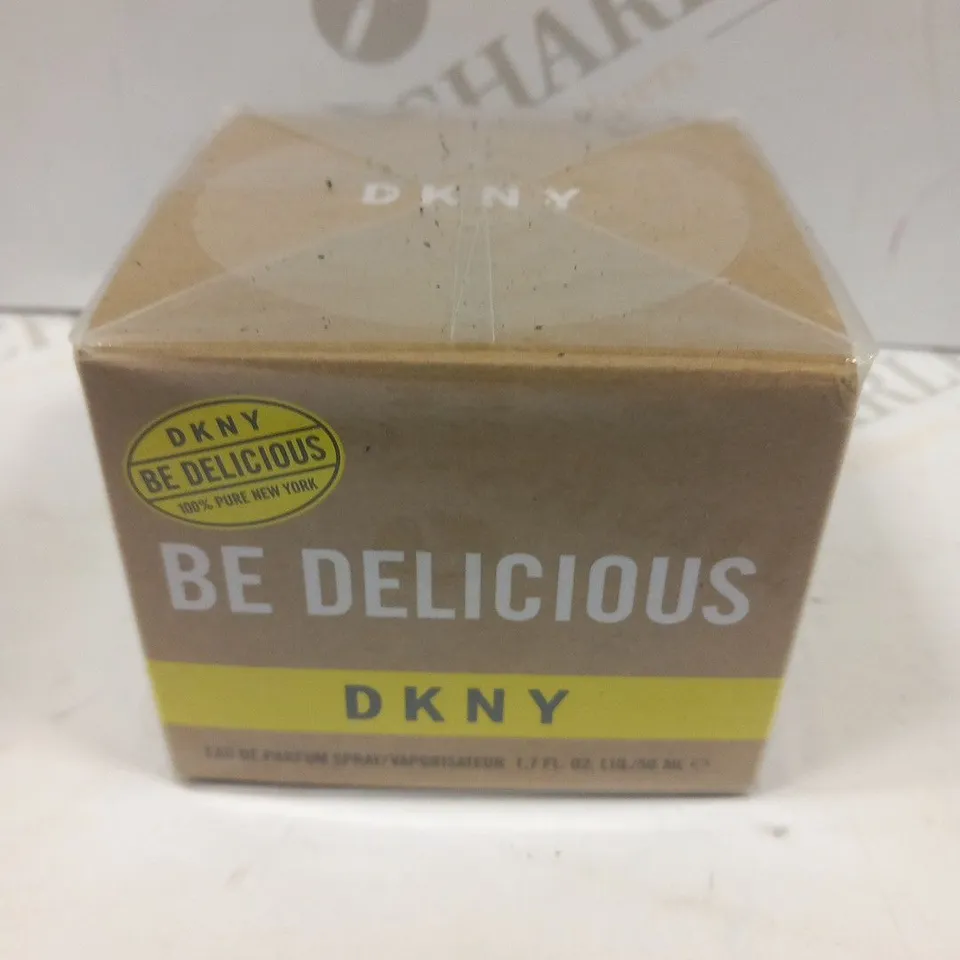 DKNY
DKNY
BE DELICIOUS
100% PURE NEW YORK
BE DELICIOUS
DKNY
EAU DE PARFUM SPRAY/VAPORISATEUR 1.7 FL. OZ. LIQ./50 ML ℮